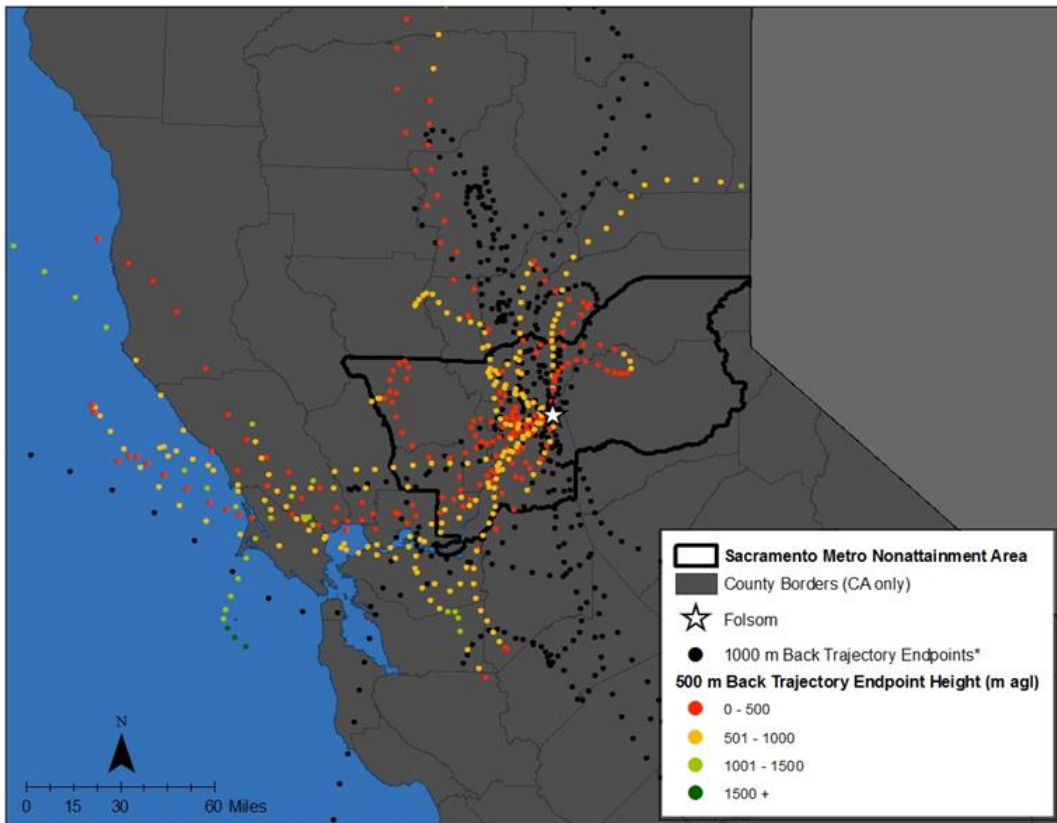 Sacramento Metro Nonattainment Area
County Borders (CA only)
Folsom
1000 m Back Trajectory Endpoints*
500 m Back Trajectory Endpoint Height (m agl)
0 - 500
501 - 1000
1001 - 1500
1500 +
N
0 15 30 60 Miles